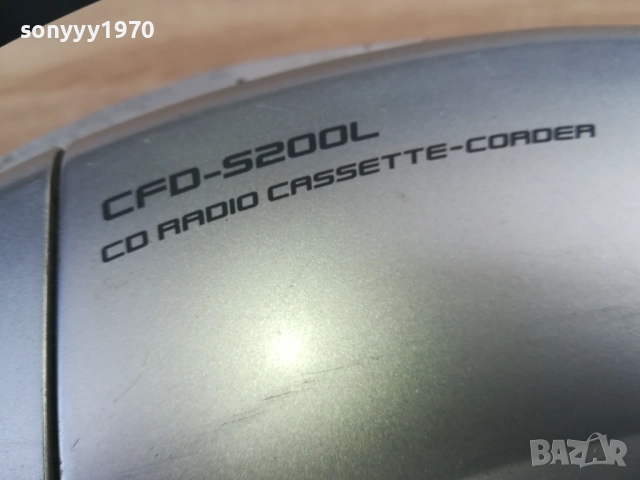 sonyyy1970
CFD-S200L
CD RADIO CASSETTE-CORDER
BAZAR